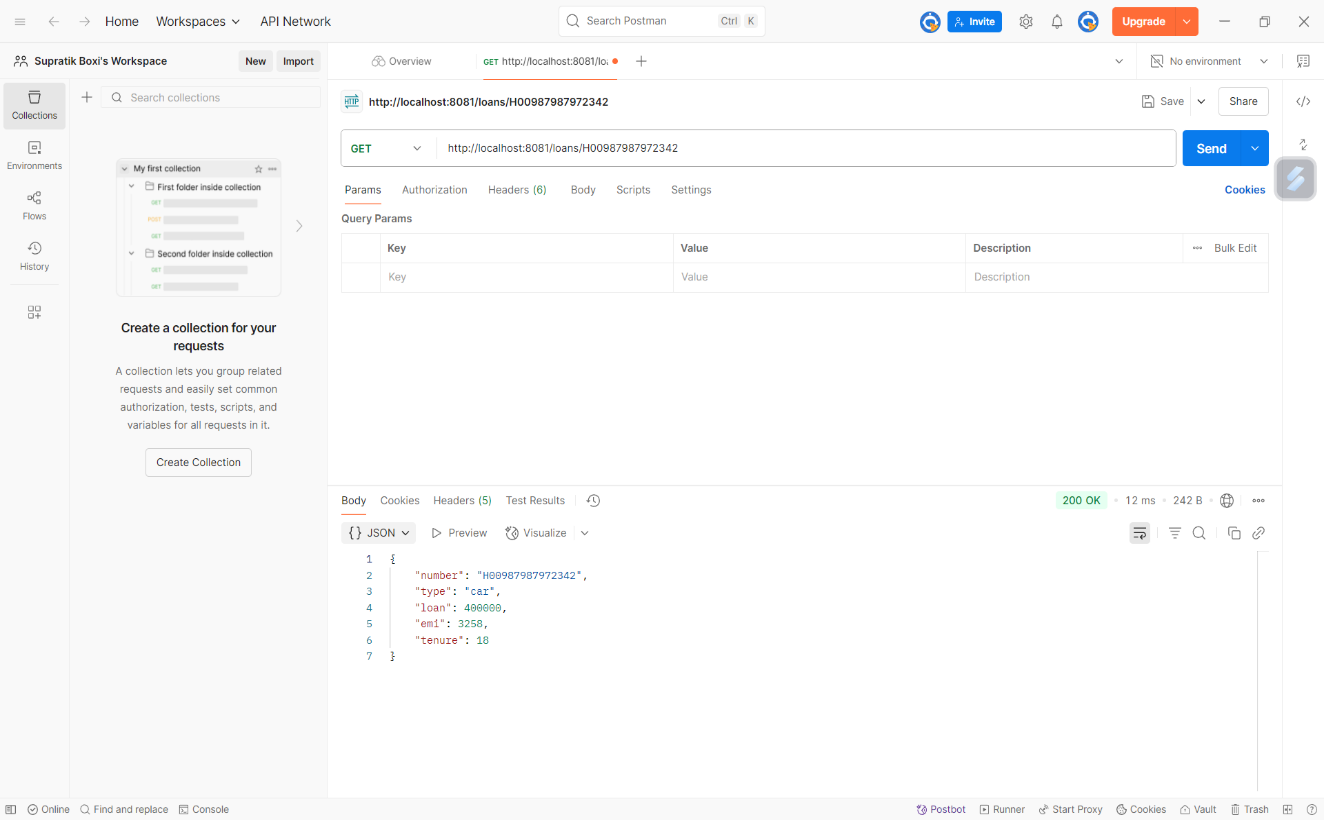 Home Workspaces API Network Search Postman Ctrl K Invite Upgrade
Supratik Boxi's Workspace New Import Overview GET http://localhost:8081/loa No environment
Collections
Environments
Flows
History
Search collections
My first collection
First folder inside collection
GET
POST
GET
Second folder inside collection
GET
GET
Create a collection for your
requests
A collection lets you group related
requests and easily set common
authorization, tests, scripts, and
variables for all requests in it.
Create Collection
HTTP http://localhost:8081/loans/H00987987972342 Save Share
GET http://localhost:8081/loans/H00987987972342 Send
Params Authorization Headers (6) Body Scripts Settings Cookies
Query Params
Key Value Description Bulk Edit
Key Value Description
Body Cookies Headers (5) Test Results 200 OK 12 ms 242 B
{} JSON Preview Visualize
1 {
2 "number": "H00987987972342",
3 "type": "car",
4 "loan": 400000,
5 "emi": 3258,
6 "tenure": 18
7 }
Online Find and replace Console Postbot Runner Start Proxy Cookies Vault Trash